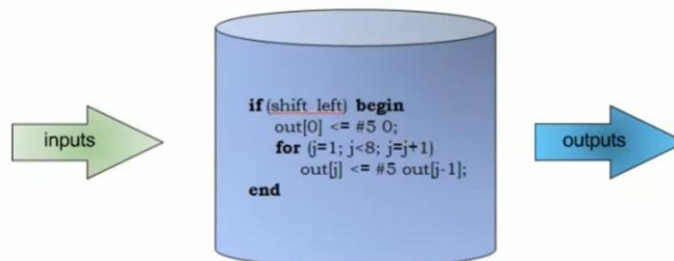 inputs
if (shift_left) begin
out[0] <= #5 0;
for (j=1; j<8; j=j+1)
out[j] <= #5 out[j-1];
end
outputs